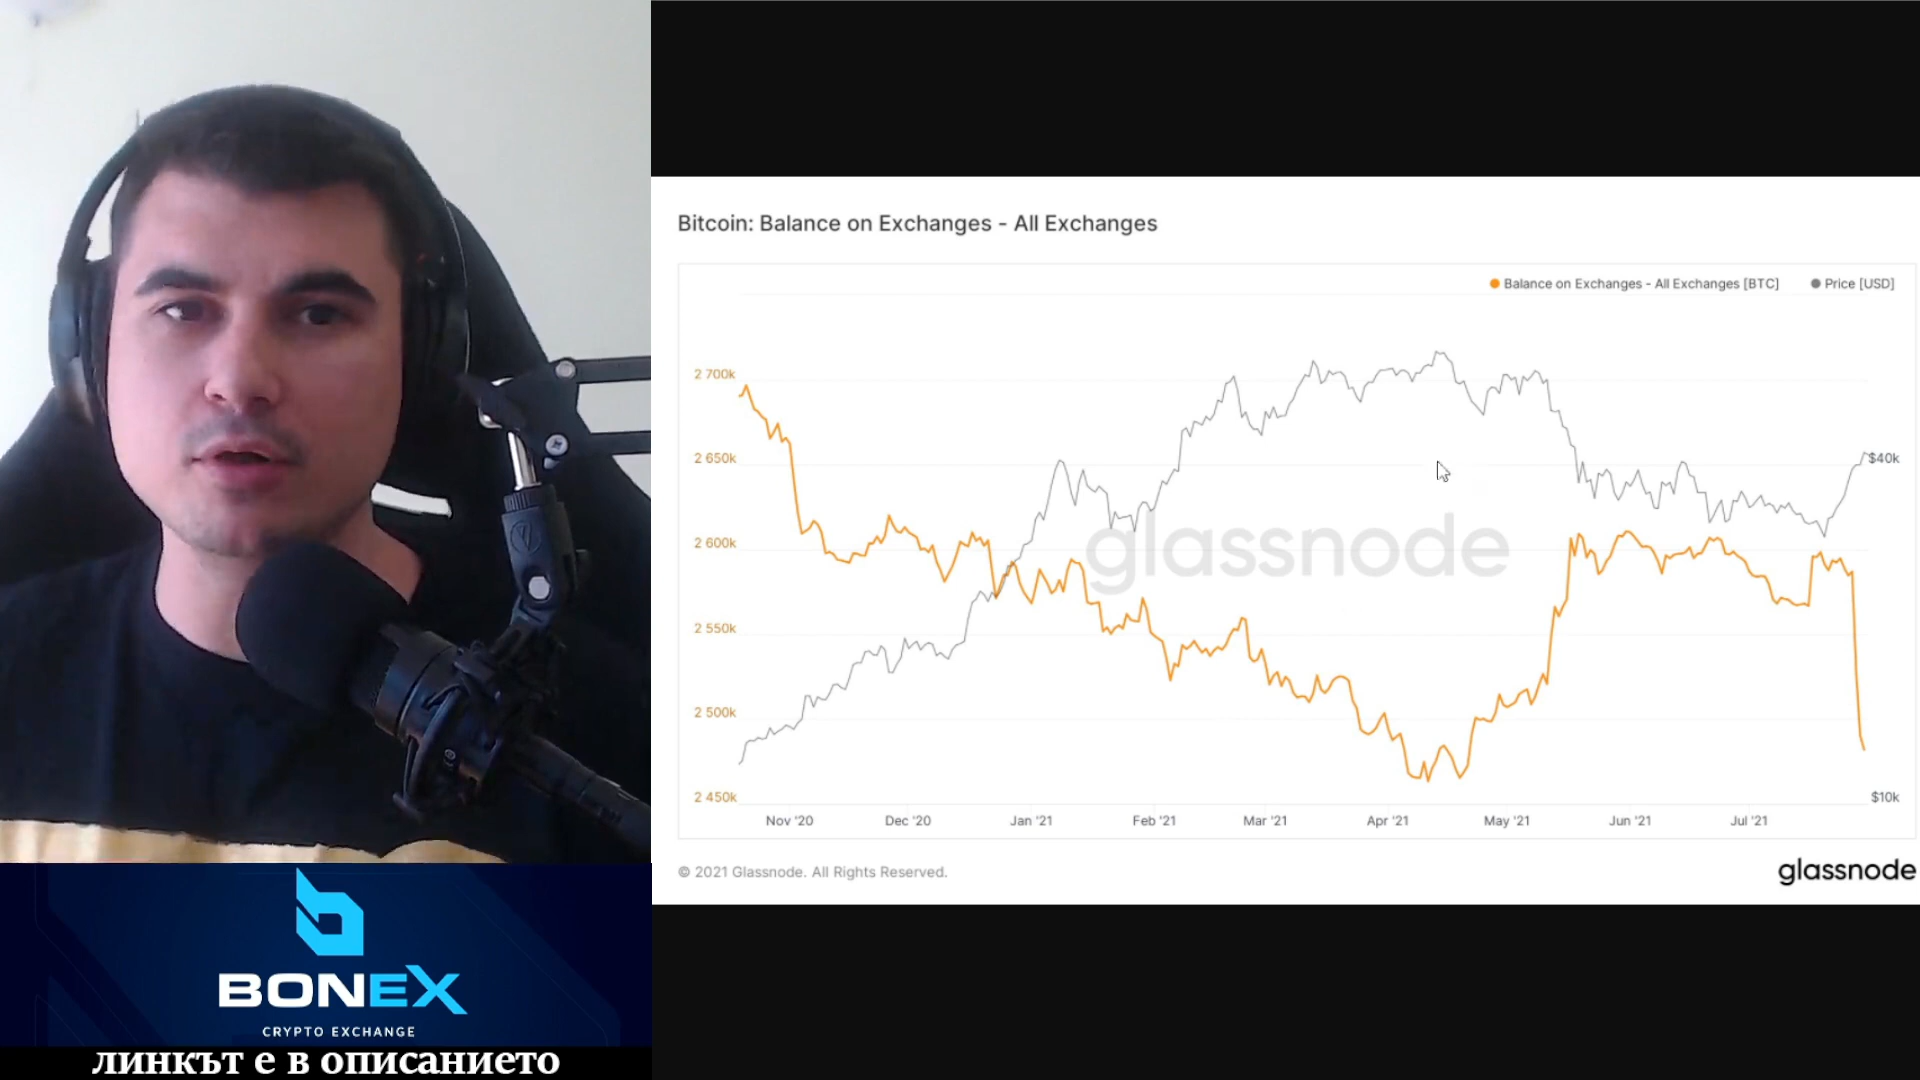 Bitcoin: Balance on Exchanges - All Exchanges
Balance on Exchanges - All Exchanges [BTC] Price [USD]
2 700k
2 650k
$40k
glassnode
2 600k
2 550k
2 500k
2 450k
$10k
Nov '20 Dec '20 Jan '21 Feb '21 Mar '21 Apr '21 May '21 Jun '21 Jul '21
© 2021 Glassnode. All Rights Reserved.
glassnode
BONEX
CRYPTO EXCHANGE
линкът е в описанието